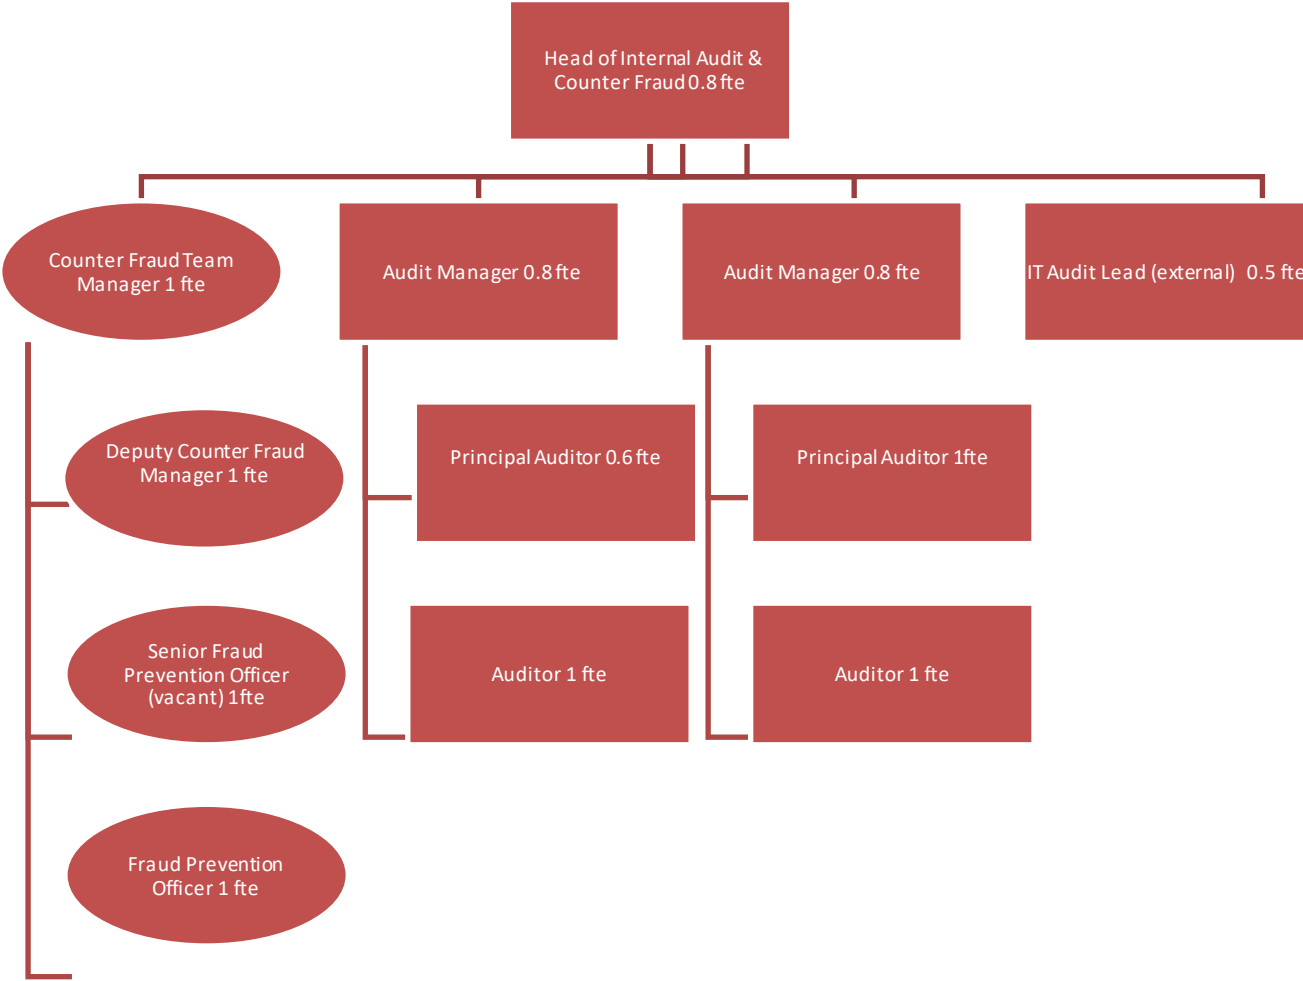 Head of Internal Audit &
Counter Fraud 0.8 fte
Counter Fraud Team
Manager 1 fte
Audit Manager 0.8 fte
Audit Manager 0.8 fte
IT Audit Lead (external)  0.5 fte
Deputy Counter Fraud
Manager 1 fte
Principal Auditor 0.6 fte
Principal Auditor 1fte
Senior Fraud
Prevention Officer
(vacant) 1fte
Auditor 1 fte
Auditor 1 fte
Fraud Prevention
Officer 1 fte